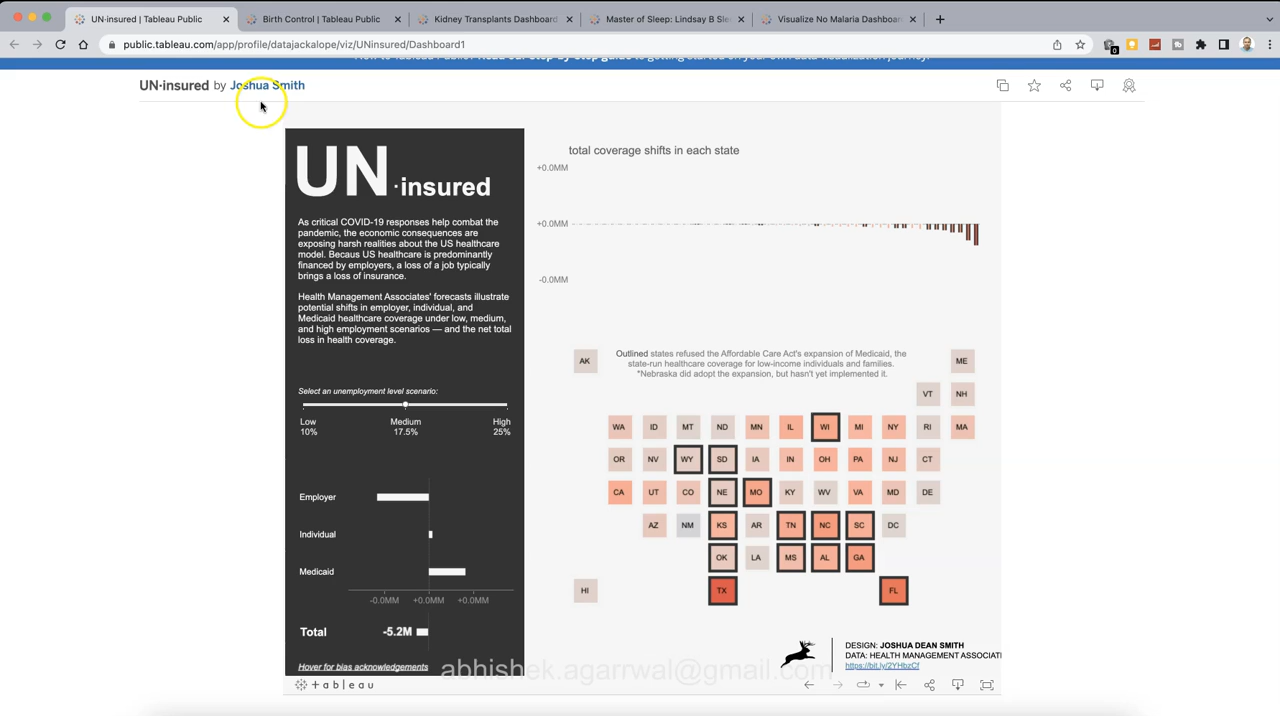 UN·insured | Tableau Public
Birth Control | Tableau Public
Kidney Transplants Dashboard
Master of Sleep: Lindsay B Sle
Visualize No Malaria Dashboar
public.tableau.com/app/profile/datajackalope/viz/UNinsured/Dashboard1
0
UN·insured by Joshua Smith
UN·insured
As critical COVID-19 responses help combat the
pandemic, the economic consequences are
exposing harsh realities about the US healthcare
model. Becaus US healthcare is predominantly
financed by employers, a loss of a job typically
brings a loss of insurance.
Health Management Associates' forecasts illustrate
potential shifts in employer, individual, and
Medicaid healthcare coverage under low, medium,
and high employment scenarios — and the net total
loss in health coverage.
Select an unemployment level scenario:
Low Medium High
10% 17.5% 25%
Employer
Individual
Medicaid
-0.0MM +0.0MM +0.0MM
Total -5.2M
Hover for bias acknowledgements
+ableau
total coverage shifts in each state
+0.0MM
+0.0MM
-0.0MM
Outlined states refused the Affordable Care Act's expansion of Medicaid, the
state-run healthcare coverage for low-income individuals and families.
*Nebraska did adopt the expansion, but hasn't yet implemented it.
AK ME
VT NH
WA ID MT ND MN IL WI MI NY RI MA
OR NV WY SD IA IN OH PA NJ CT
CA UT CO NE MO KY WV VA MD DE
AZ NM KS AR TN NC SC DC
OK LA MS AL GA
HI TX FL
DESIGN: JOSHUA DEAN SMITH
DATA: HEALTH MANAGEMENT ASSOCIAT
https://bit.ly/2YHbzCf
abhishek.agarrwal@gmail.com